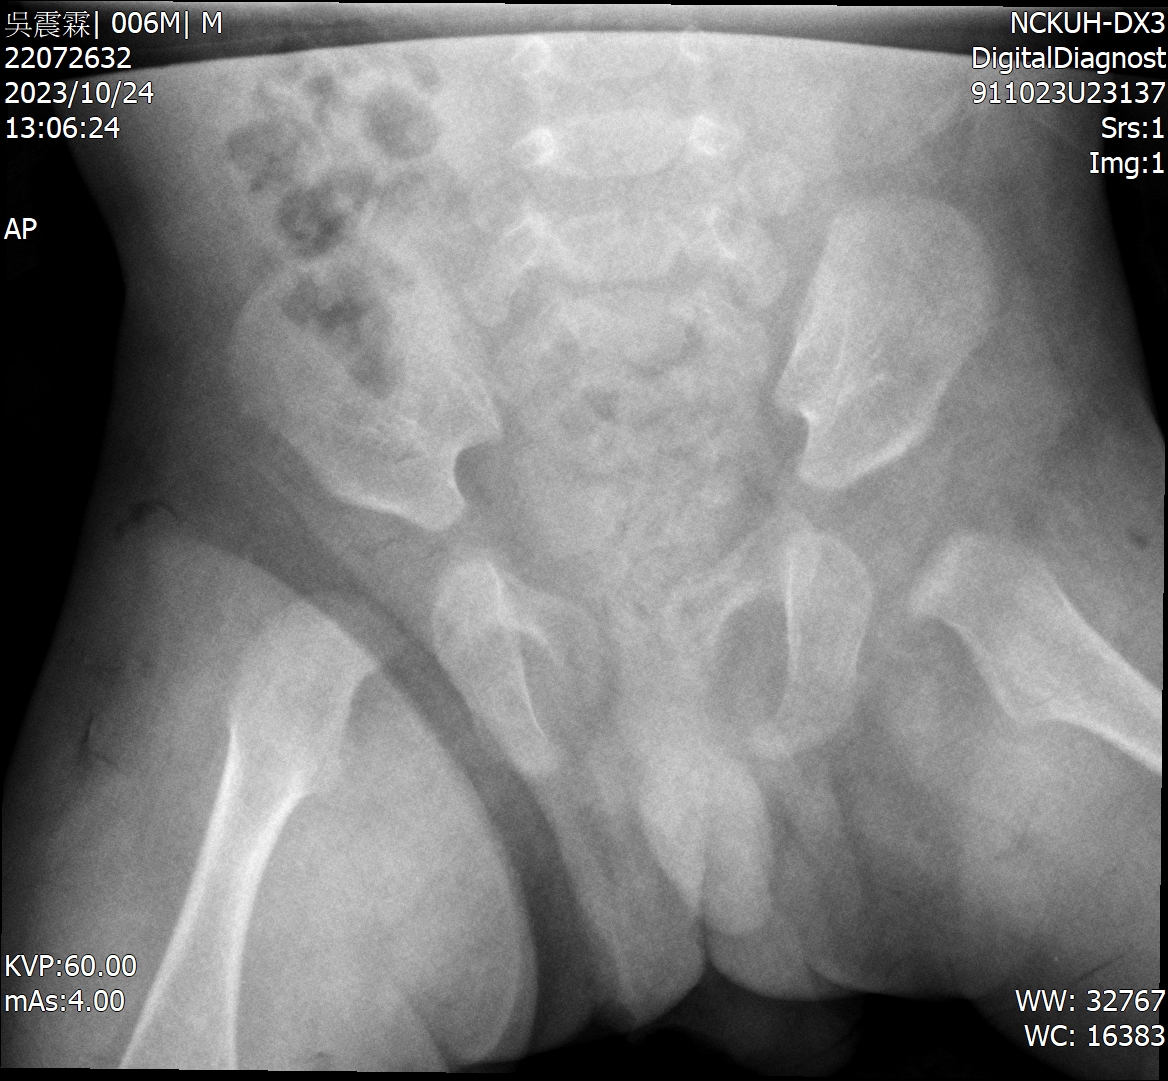 吳震霖| 006M| M
22072632
2023/10/24
13:06:24
AP
NCKUH-DX3
DigitalDiagnost
911023U23137
Srs:1
Img:1
KVP:60.00
mAs:4.00
WW: 32767
WC: 16383